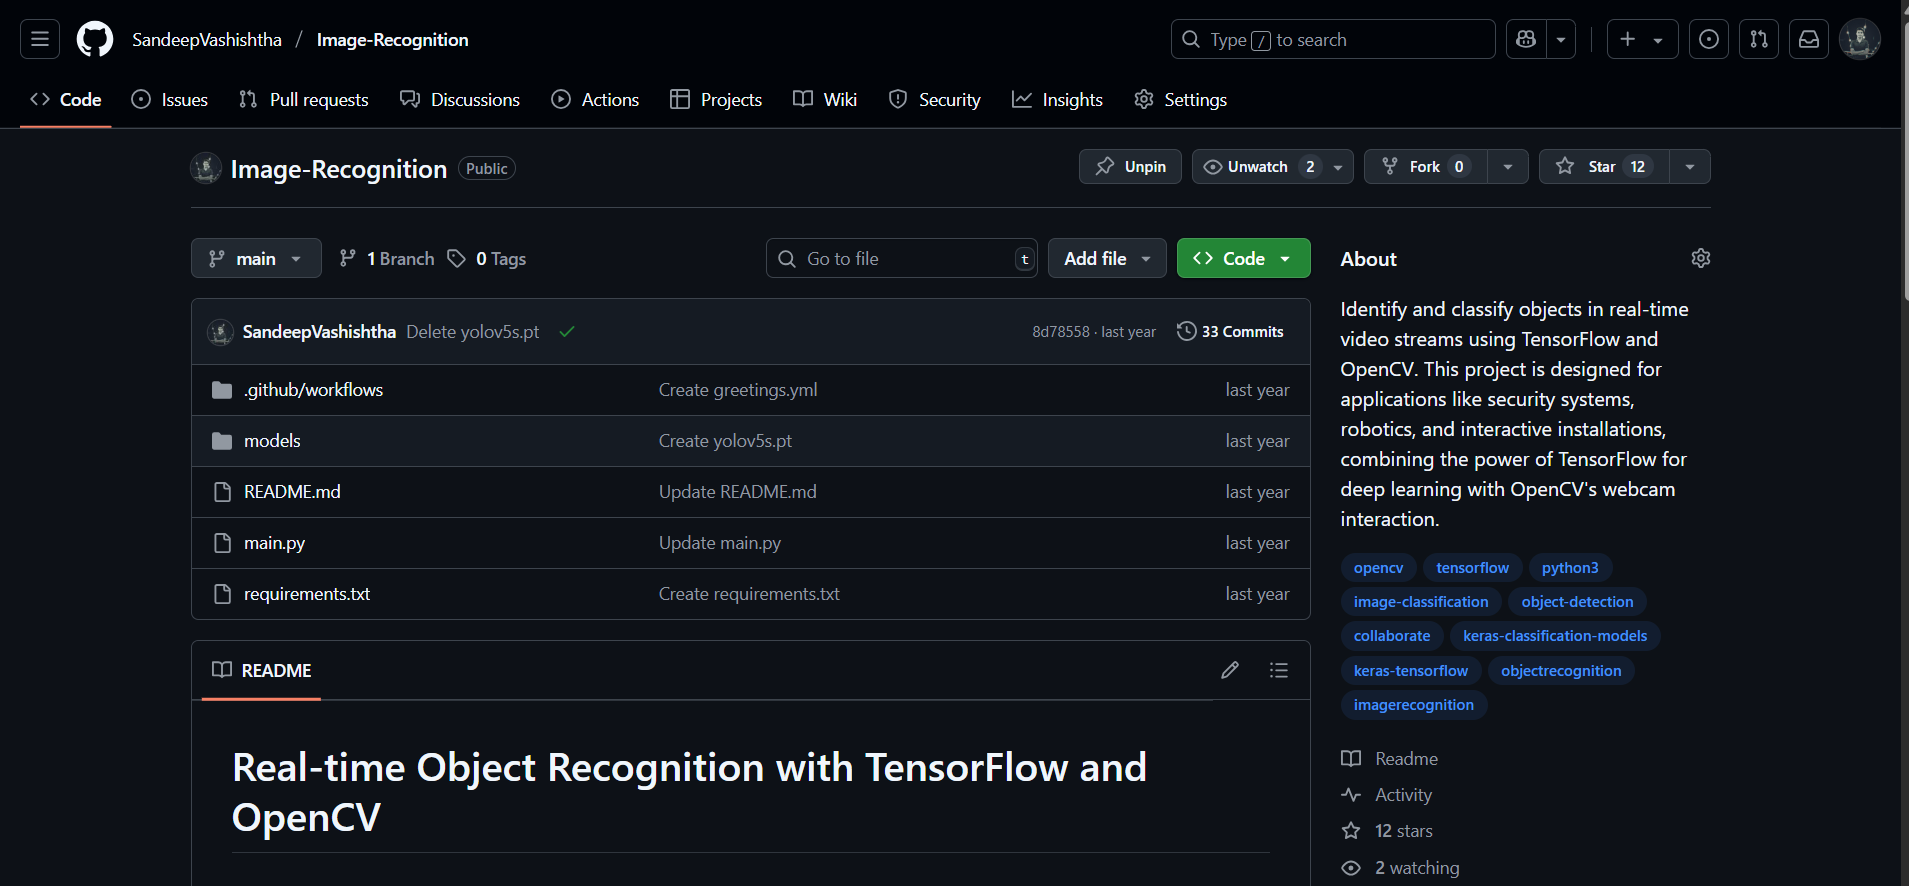 SandeepVashishtha / Image-Recognition
Type / to search
Code
Issues
Pull requests
Discussions
Actions
Projects
Wiki
Security
Insights
Settings
Image-Recognition Public
Unpin
Unwatch 2
Fork 0
Star 12
main
1 Branch
0 Tags
Go to file t
Add file
Code
SandeepVashishtha Delete yolov5s.pt
8d78558 · last year
33 Commits
.github/workflows Create greetings.yml last year
models Create yolov5s.pt last year
README.md Update README.md last year
main.py Update main.py last year
requirements.txt Create requirements.txt last year
README
Real-time Object Recognition with TensorFlow and
OpenCV
About
Identify and classify objects in real-time
video streams using TensorFlow and
OpenCV. This project is designed for
applications like security systems,
robotics, and interactive installations,
combining the power of TensorFlow for
deep learning with OpenCV's webcam
interaction.
opencv tensorflow python3
image-classification object-detection
collaborate keras-classification-models
keras-tensorflow objectrecognition
imagerecognition
Readme
Activity
12 stars
2 watching